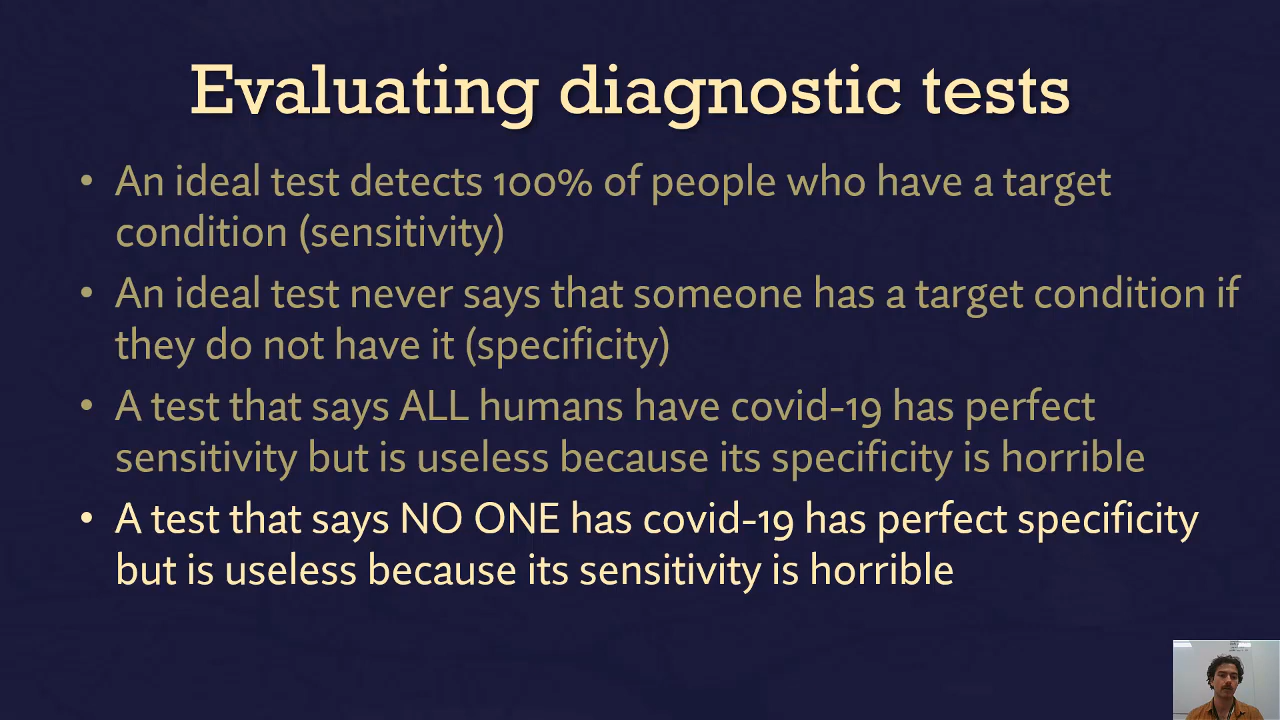 Evaluating diagnostic tests
• An ideal test detects 100% of people who have a target
condition (sensitivity)
• An ideal test never says that someone has a target condition if
they do not have it (specificity)
• A test that says ALL humans have covid-19 has perfect
sensitivity but is useless because its specificity is horrible
• A test that says NO ONE has covid-19 has perfect specificity
but is useless because its sensitivity is horrible